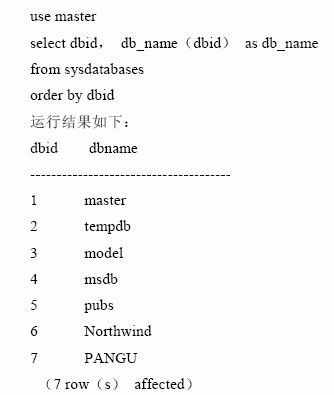 use master
select dbid， db_name（dbid） as db_name
from sysdatabases
order by dbid
运行结果如下：
dbid dbname
--------------------------------------
1 master
2 tempdb
3 model
4 msdb
5 pubs
6 Northwind
7 PANGU
（7 row（s） affected）